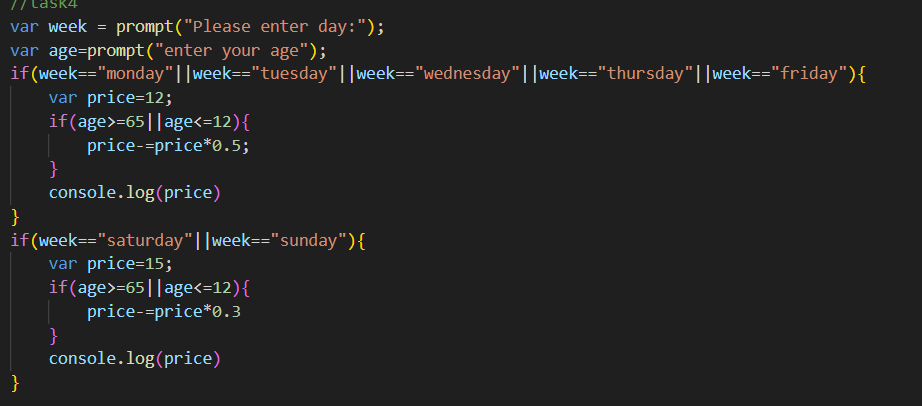 //task4
var week = prompt("Please enter day:");
var age=prompt("enter your age");
if(week=="monday"||week=="tuesday"||week=="wednesday"||week=="thursday"||week=="friday"){
    var price=12;
    if(age>=65||age<=12){
        price-=price*0.5;
    }
    console.log(price)
}
if(week=="saturday"||week=="sunday"){
    var price=15;
    if(age>=65||age<=12){
        price-=price*0.3
    }
    console.log(price)
}